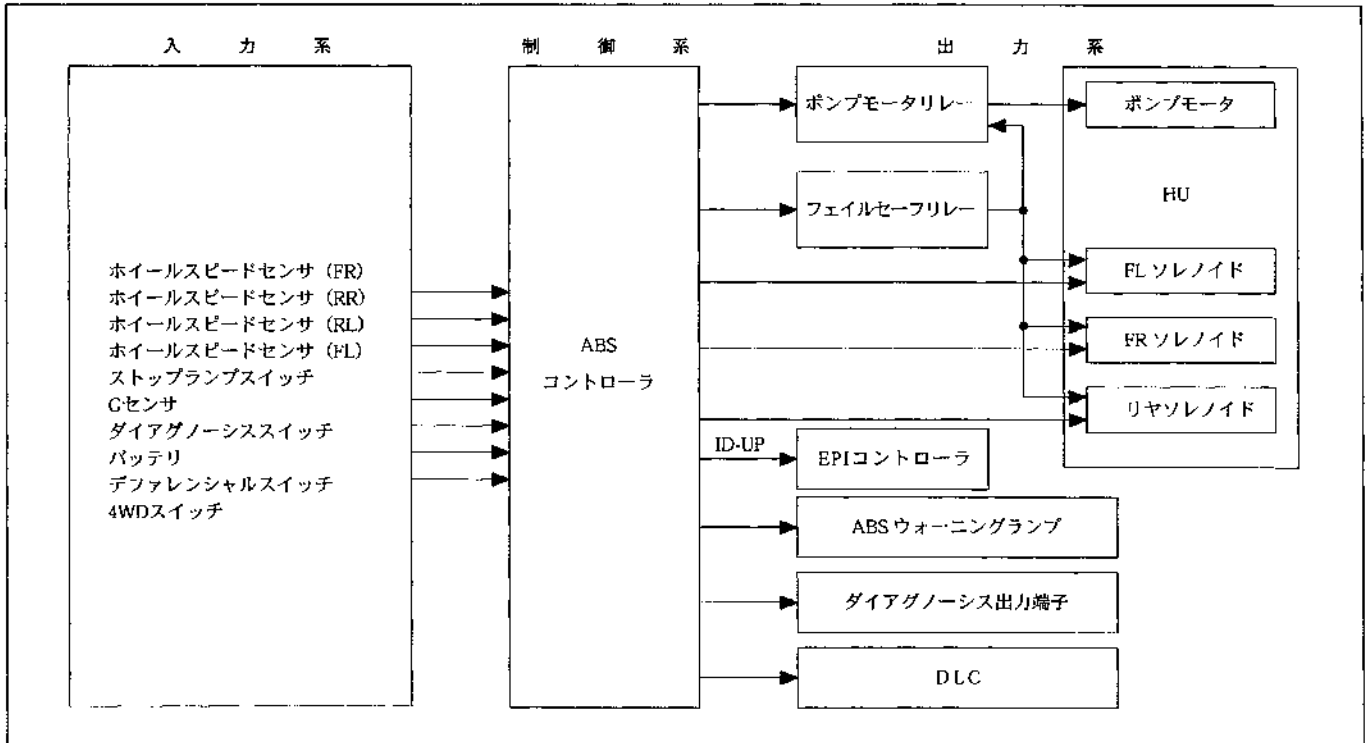 入力系
制御系
出力系
ホイールスピードセンサ (FR)
ホイールスピードセンサ (RR)
ホイールスピードセンサ (RL)
ホイールスピードセンサ (FL)
ストップランプスイッチ
Gセンサ
ダイアグノーシススイッチ
バッテリ
デファレンシャルスイッチ
4WDスイッチ
ABS
コントローラ
ポンプモータリレー
フェイルセーフリレー
ポンプモータ
HU
FL ソレノイド
FR ソレノイド
リヤソレノイド
ID-UP
EPIコントローラ
ABS ウォーニングランプ
ダイアグノーシス出力端子
DLC